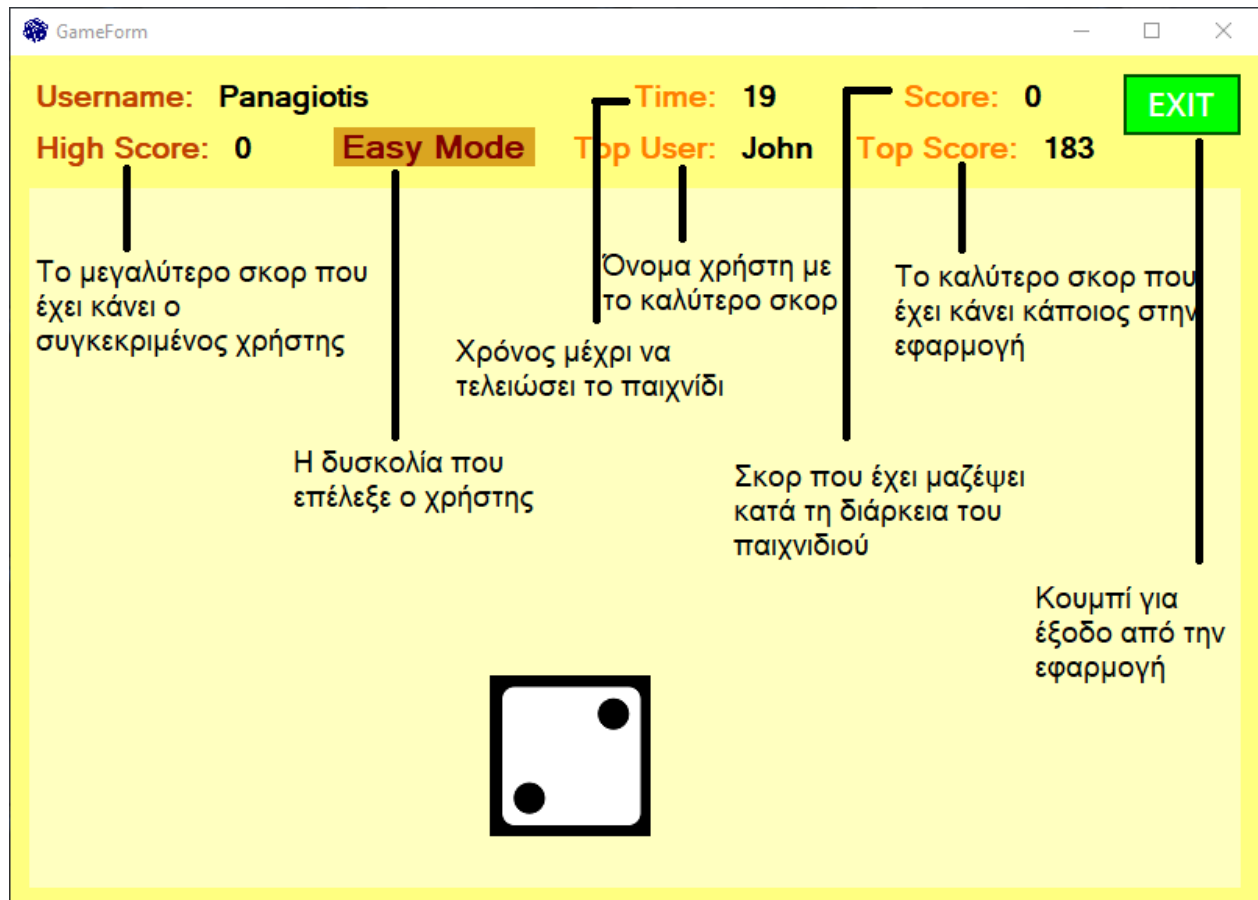 GameForm
Username: Panagiotis
Time: 19
Score: 0
EXIT
High Score: 0
Easy Mode
Top User: John
Top Score: 183
Το μεγαλύτερο σκορ που
έχει κάνει ο
συγκεκριμένος χρήστης
Όνομα χρήστη με
το καλύτερο σκορ
Το καλύτερο σκορ που
έχει κάνει κάποιος στην
εφαρμογή
Χρόνος μέχρι να
τελειώσει το παιχνίδι
Η δυσκολία που
επέλεξε ο χρήστης
Σκορ που έχει μαζέψει
κατά τη διάρκεια του
παιχνιδιού
Κουμπί για
έξοδο από την
εφαρμογή